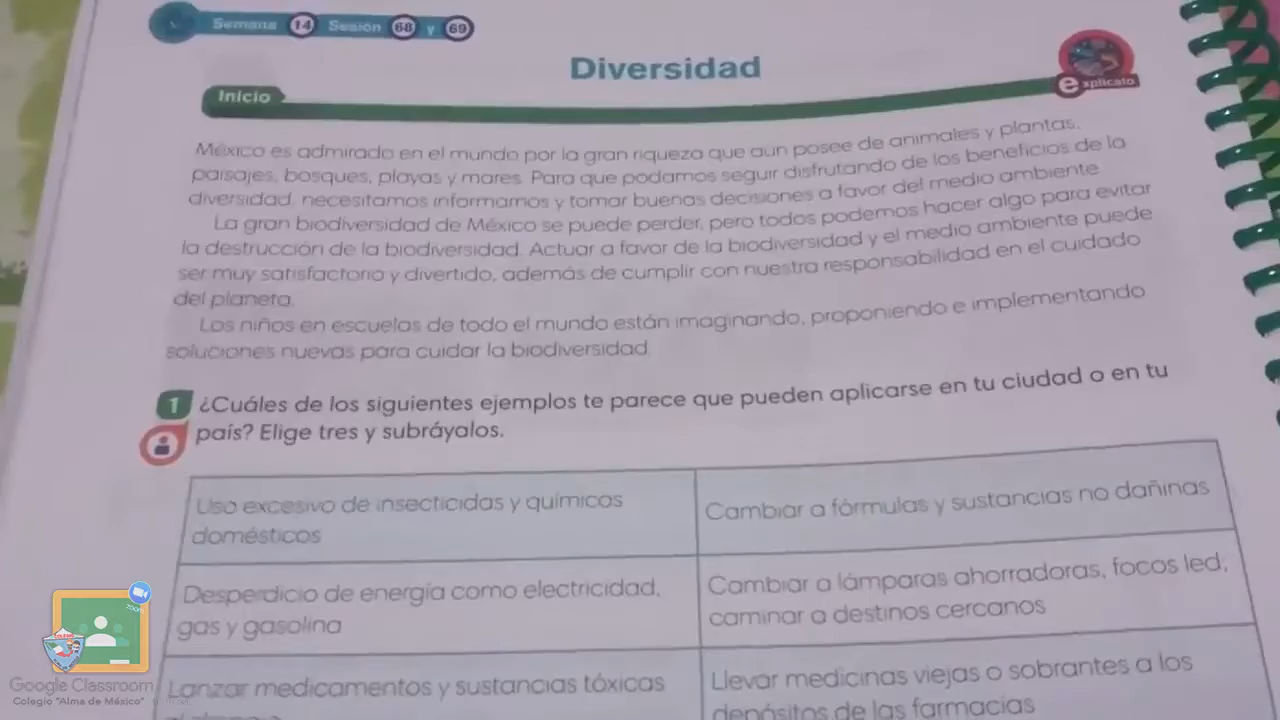 Semana 14 Sesión 68 y 69
Diversidad
explícalo
Inicio
México es admirado en el mundo por la gran riqueza que aun posee de animales y plantas,
paisajes, bosques, playas y mares. Para que podamos seguir disfrutando de los beneficios de la
diversidad, necesitamos informarnos y tomar buenas decisiones a favor del medio ambiente.
La gran biodiversidad de México se puede perder, pero todos podemos hacer algo para evitar
la destrucción de la biodiversidad. Actuar a favor de la biodiversidad y el medio ambiente puede
ser muy satisfactorio y divertido, además de cumplir con nuestra responsabilidad en el cuidado
del planeta.
Los niños en escuelas de todo el mundo están imaginando, proponiendo e implementando
soluciones nuevas para cuidar la biodiversidad.
1 ¿Cuáles de los siguientes ejemplos te parece que pueden aplicarse en tu ciudad o en tu
país? Elige tres y subráyalos.
Uso excesivo de insecticidas y químicos
domésticos
Cambiar a fórmulas y sustancias no dañinas
Desperdicio de energía como electricidad,
gas y gasolina
Cambiar a lámparas ahorradoras, focos led,
caminar a destinos cercanos
Lanzar medicamentos y sustancias tóxicas
Llevar medicinas viejas o sobrantes a los
depósitos de las farmacias
zoom
Google Classroom
Colegio "Alma de México"